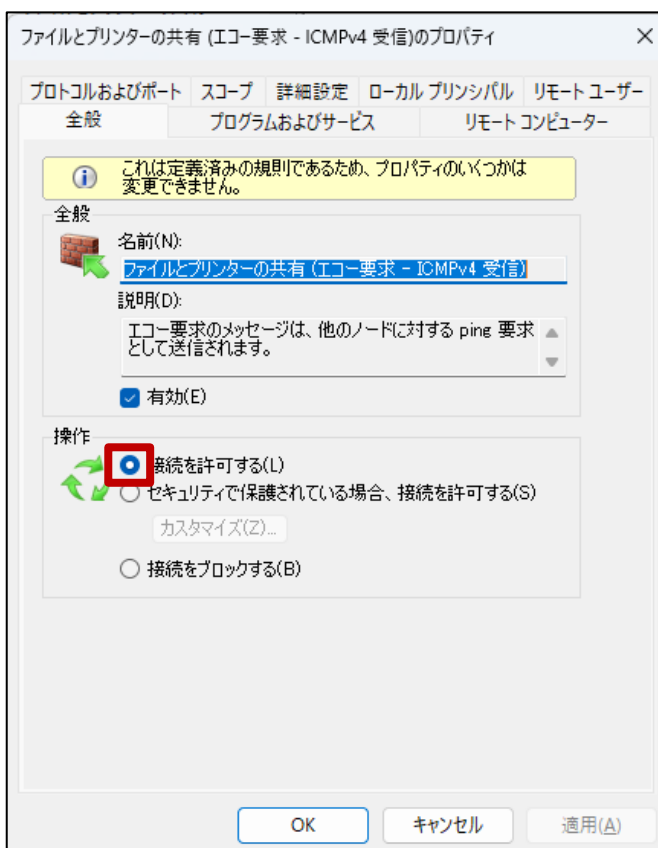 ファイルとプリンターの共有 (エコー要求 - ICMPv4 受信)のプロパティ
プロトコルおよびポート スコープ 詳細設定 ローカル プリンシパル リモート ユーザー
全般 プログラムおよびサービス リモート コンピューター
これは定義済みの規則であるため、プロパティのいくつかは
変更できません。
全般
名前(N):
ファイルとプリンターの共有 (エコー要求 - ICMPv4 受信)
説明(D):
エコー要求のメッセージは、他のノードに対する ping 要求
として送信されます。
有効(E)
操作
接続を許可する(L)
セキュリティで保護されている場合、接続を許可する(S)
カスタマイズ(Z)...
接続をブロックする(B)
OK キャンセル 適用(A)